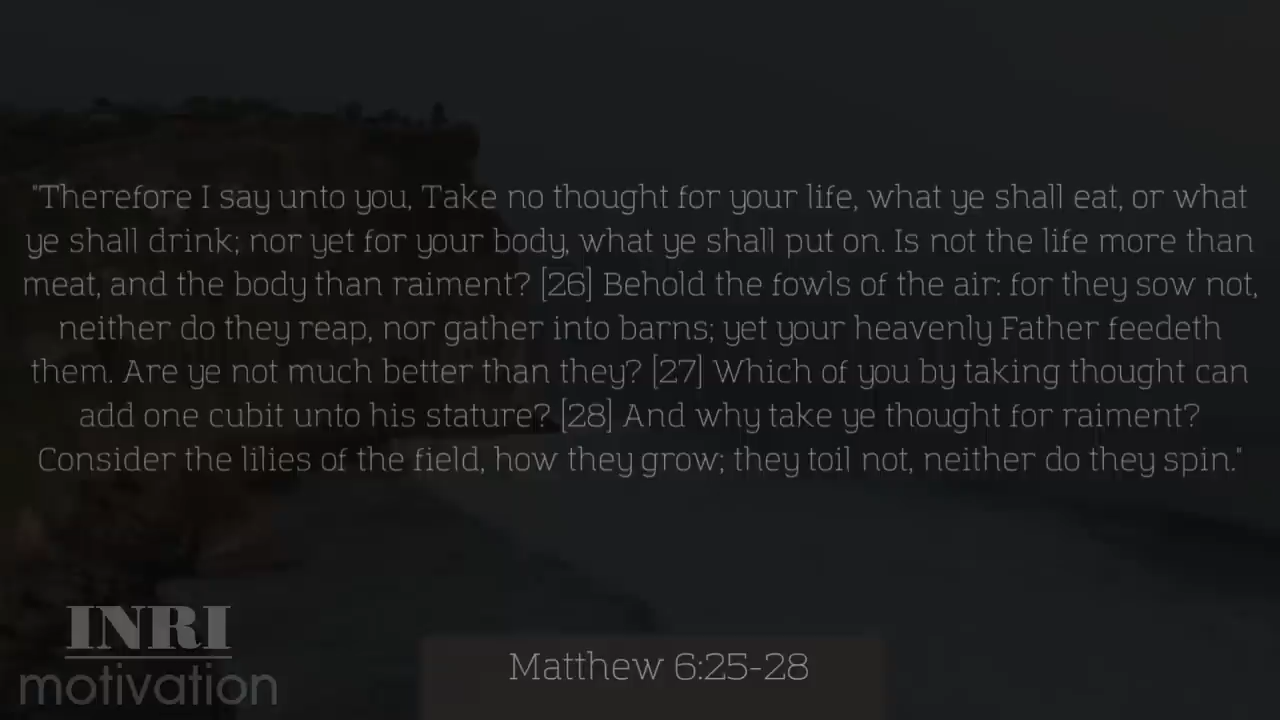 "Therefore I say unto you, Take no thought for your life, what ye shall eat, or what
ye shall drink; nor yet for your body, what ye shall put on. Is not the life more than
meat, and the body than raiment? [26] Behold the fowls of the air: for they sow not,
neither do they reap, nor gather into barns; yet your heavenly Father feedeth
them. Are ye not much better than they? [27] Which of you by taking thought can
add one cubit unto his stature? [28] And why take ye thought for raiment?
Consider the lilies of the field, how they grow; they toil not, neither do they spin."
INRI
motivation
Matthew 6:25-28